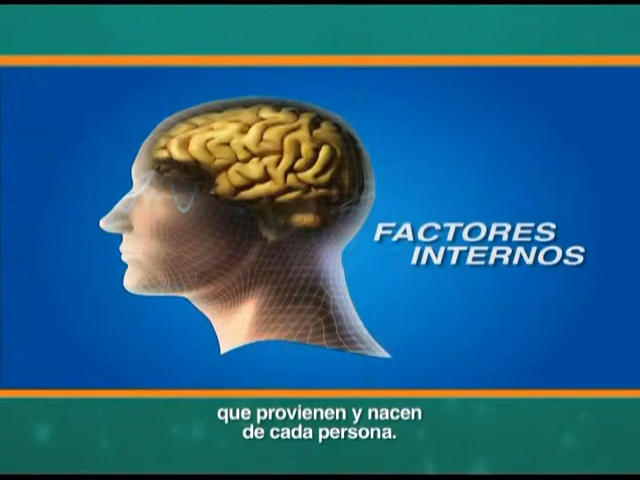 FACTORES
INTERNOS
que provienen y nacen
de cada persona.